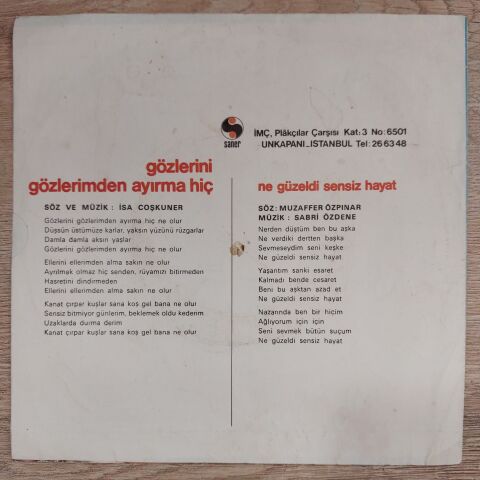 saner
İMÇ, Plâkçılar Çarşısı Kat: 3 No: 6501
UNKAPANI_İSTANBUL Tel: 26 63 48
gözlerini
gözlerimden ayırma hiç
SÖZ VE MÜZİK : İSA COŞKUNER
Gözlerini gözlerimden ayırma hiç ne olur
Düşsün üstümüze karlar, yaksın yüzünü rüzgarlar
Damla damla aksın yaşlar
Gözlerini gözlerimden ayırma hiç ne olur
Ellerini ellerimden alma sakın ne olur
Ayrılmak olmaz hiç senden, rüyamızı bitirmeden
Hasretini dindirmeden
Ellerini ellerimden alma sakın ne olur
Kanat çırpar kuşlar sana koş gel bana ne olur
Sensiz bitmiyor günlerim, beklemek oldu kederim
Uzaklarda durma derim
Kanat çırpar kuşlar sana koş gel bana ne olur
ne güzeldi sensiz hayat
SÖZ: MUZAFFER ÖZPINAR
MÜZİK : SABRİ ÖZDENE
Nerden düştüm ben bu aşka
Ne verdiki dertten başka
Sevmeseydim seni keşke
Ne güzeldi sensiz hayat
Yaşantım sanki esaret
Kalmadı bende cesaret
Beni bu aşktan azad et
Ne güzeldi sensiz hayat
Nazarında ben bir hiçim
Ağlıyorum için için
Seni sevmek bütün suçum
Ne güzeldi sensiz hayat